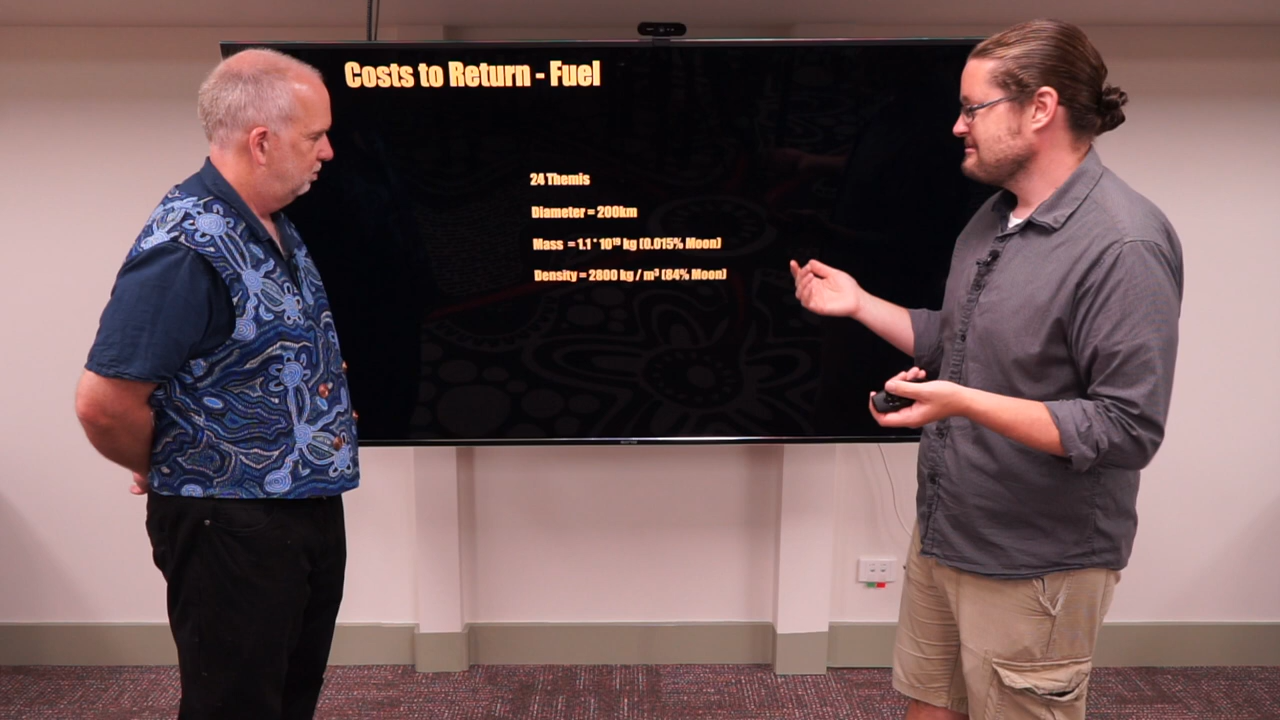 Costs to Return - Fuel
24 Themis
Diameter = 200km
Mass = 1.1 * 10¹⁹ kg (0.015% Moon)
Density = 2800 kg / m³ (84% Moon)